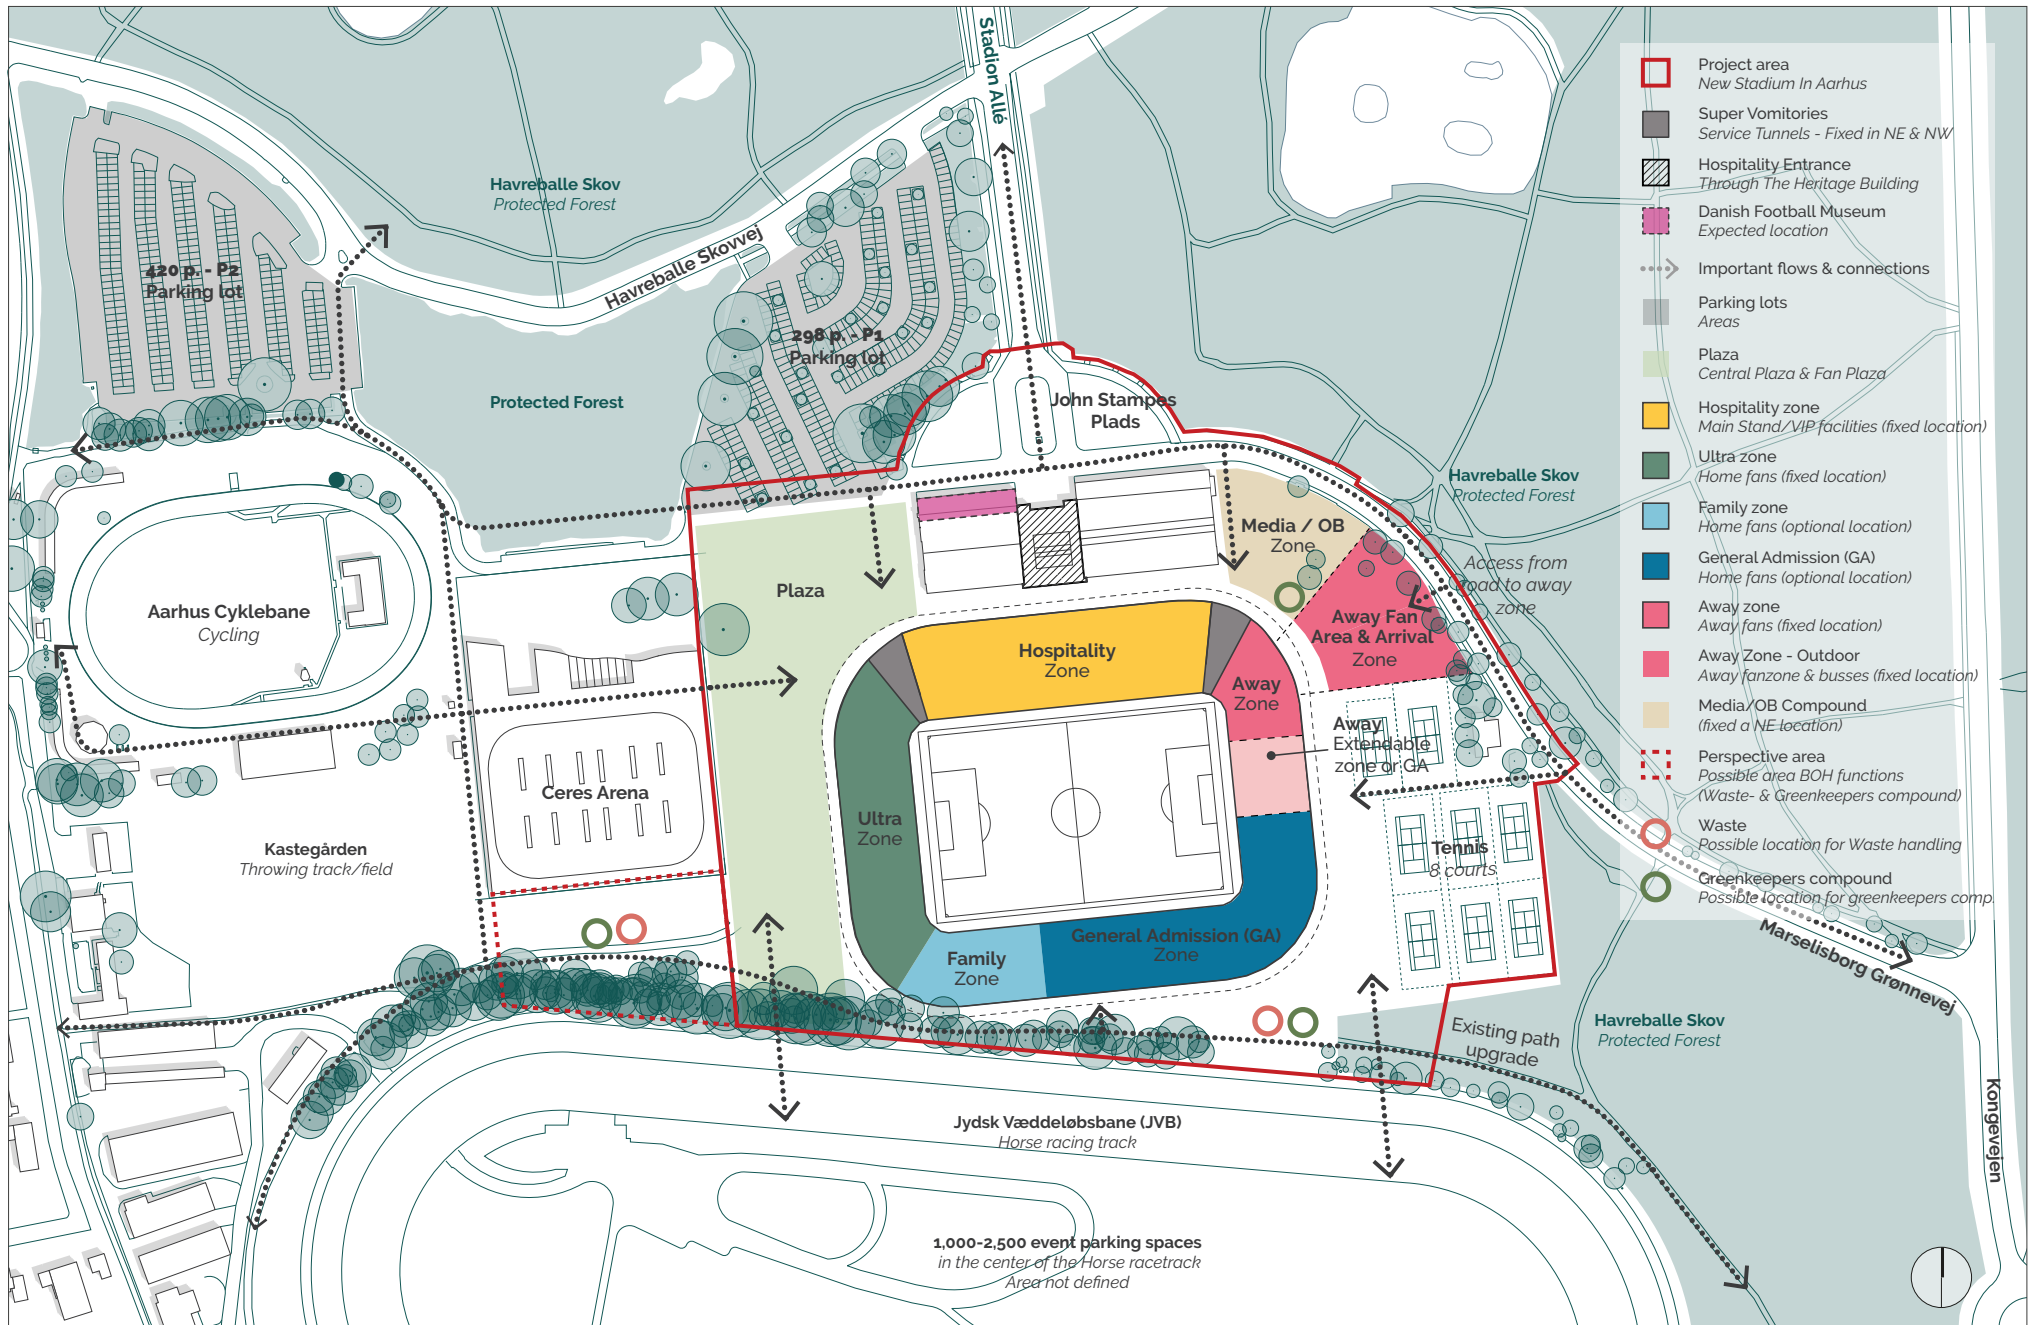 Stadion Allé
Havreballe Skov
Protected Forest
Havreballe Skovvej
420 p. - P2
Parking lot
298 p. - P1
Parking lot
Protected Forest
John Stampes
Plads
Havreballe Skov
Protected Forest
Access from
road to away
zone
Media / OB
Zone
Plaza
Away Fan
Area & Arrival
Zone
Aarhus Cyklebane
Cycling
Hospitality
Zone
Away
Zone
Away
Extendable
zone or GA
Ceres Arena
Ultra
Zone
Kastegården
Throwing track/field
Tennis
8 courts
General Admission (GA)
Zone
Family
Zone
Marselisborg Grønnevej
Existing path
upgrade
Havreballe Skov
Protected Forest
Kongevejen
Jydsk Væddeløbsbane (JVB)
Horse racing track
1,000-2,500 event parking spaces
in the center of the Horse racetrack
Area not defined
Project area
New Stadium In Aarhus
Super Vomitories
Service Tunnels - Fixed in NE & NW
Hospitality Entrance
Through The Heritage Building
Danish Football Museum
Expected location
Important flows & connections
Parking lots
Areas
Plaza
Central Plaza & Fan Plaza
Hospitality zone
Main Stand/VIP facilities (fixed location)
Ultra zone
Home fans (fixed location)
Family zone
Home fans (optional location)
General Admission (GA)
Home fans (optional location)
Away zone
Away fans (fixed location)
Away Zone - Outdoor
Away fanzone & busses (fixed location)
Media/OB Compound
(fixed a NE location)
Perspective area
Possible area BOH functions
(Waste- & Greenkeepers compound)
Waste
Possible location for Waste handling
Greenkeepers compound
Possible location for greenkeepers comp.